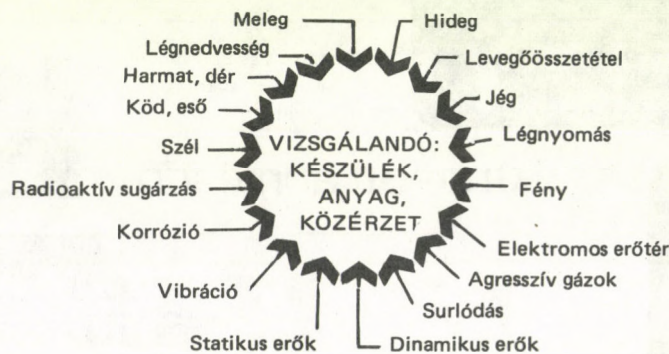 Meleg
Hideg
Légnedvesség
Levegőösszetétel
Harmat, dér
Jég
Köd, eső
Légnyomás
Szél
VIZSGÁLANDÓ:
KÉSZÜLÉK,
ANYAG,
KÖZÉRZET
Radioaktív sugárzás
Fény
Korrózió
Elektromos erőtér
Agresszív gázok
Vibráció
Surlódás
Statikus erők
Dinamikus erők